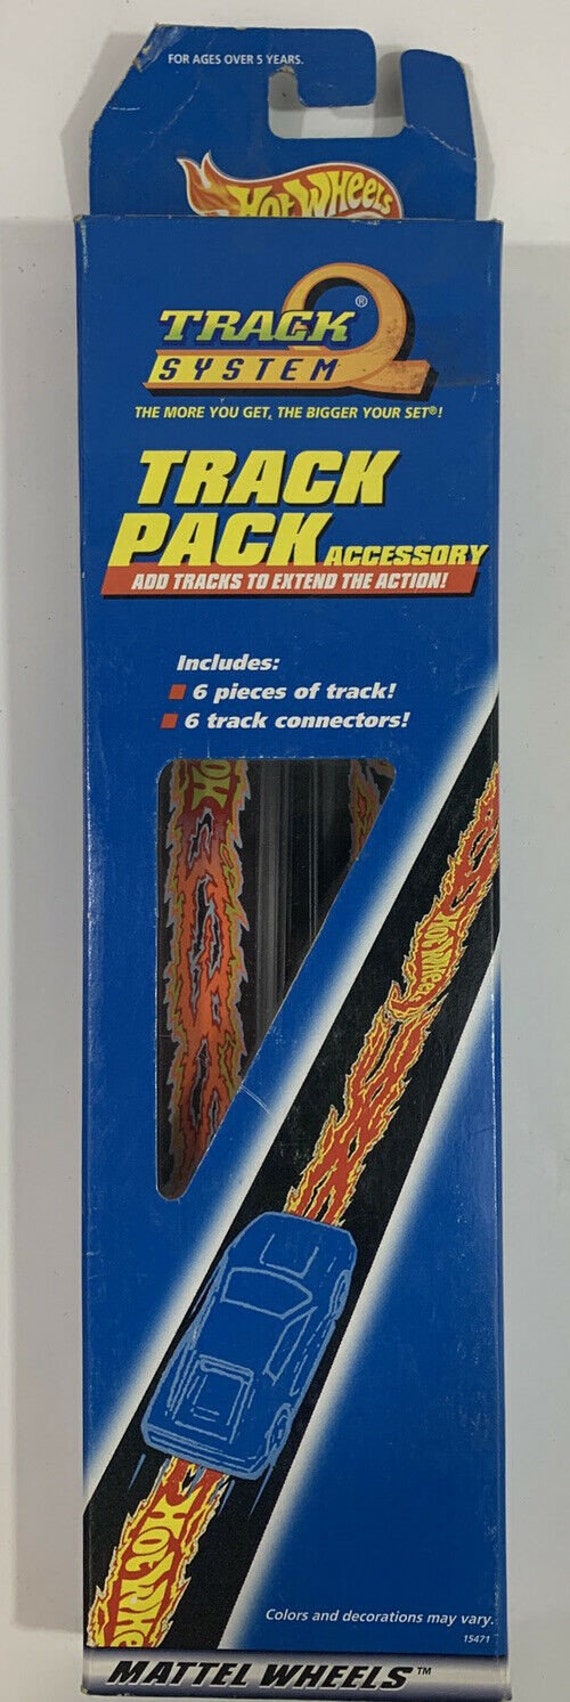 FOR AGES OVER 5 YEARS.
HOT WHEELS
TRACK ®
SYSTEM
THE MORE YOU GET, THE BIGGER YOUR SET®!
TRACK
PACK ACCESSORY
ADD TRACKS TO EXTEND THE ACTION!
Includes:
6 pieces of track!
6 track connectors!
OK
HOT WHEELS
HOT WHE
Colors and decorations may vary.
15471
MATTEL WHEELS™